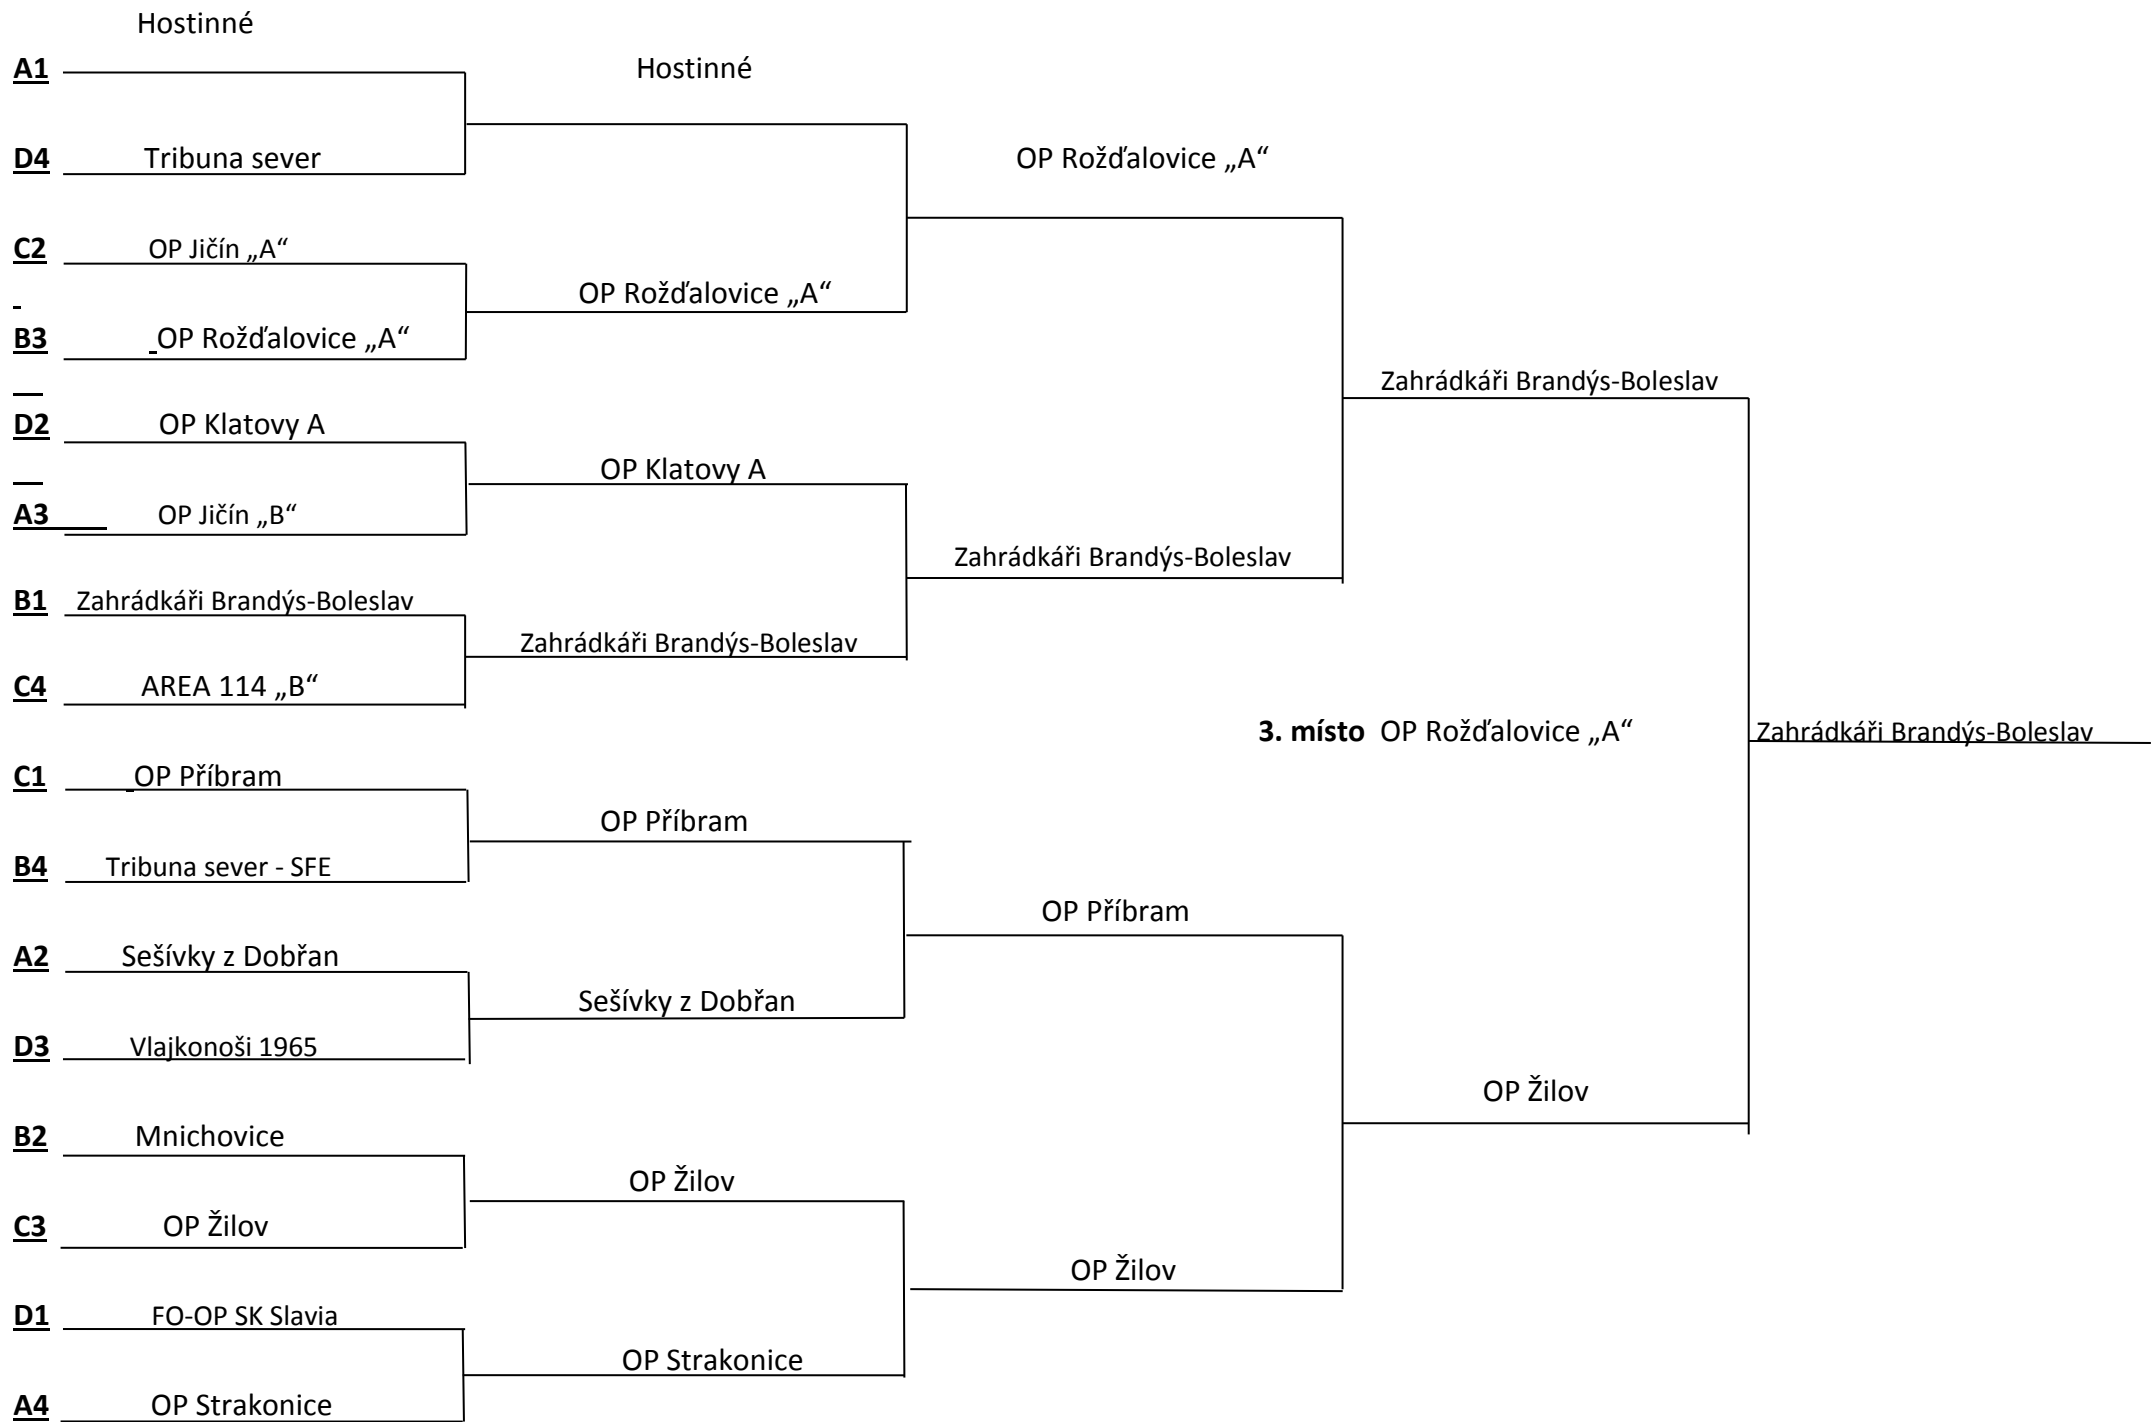 Hostinné
A1 Hostinné
D4 Tribuna sever OP Rožďalovice „A“
C2 OP Jičín „A“
OP Rožďalovice „A“
B3 OP Rožďalovice „A“
Zahrádkáři Brandýs-Boleslav
D2 OP Klatovy A
OP Klatovy A
A3 OP Jičín „B“
Zahrádkáři Brandýs-Boleslav
B1 Zahrádkáři Brandýs-Boleslav
Zahrádkáři Brandýs-Boleslav
C4 AREA 114 „B“
3. místo OP Rožďalovice „A“ Zahrádkáři Brandýs-Boleslav
C1 OP Příbram
OP Příbram
B4 Tribuna sever - SFE
OP Příbram
A2 Sešívky z Dobřan
Sešívky z Dobřan
D3 Vlajkonoši 1965
OP Žilov
B2 Mnichovice
OP Žilov
C3 OP Žilov
OP Žilov
D1 FO-OP SK Slavia
OP Strakonice
A4 OP Strakonice